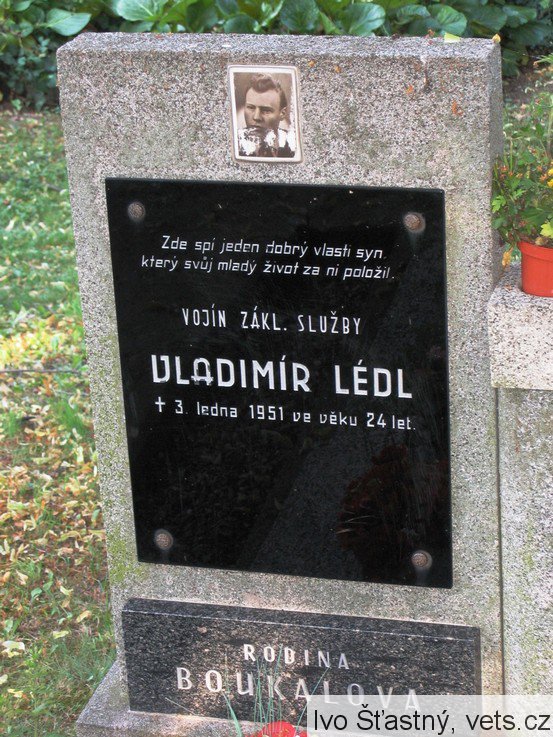 Zde spí jeden dobrý vlasti syn,
který svůj mladý život za ni položil.
VOJÍN ZÁKL. SLUŽBY
VLADIMÍR LÉDL
✝ 3. ledna 1951 ve věku 24 let.
RODINA
BOUKALOVA
Ivo Šťastný, vets.cz